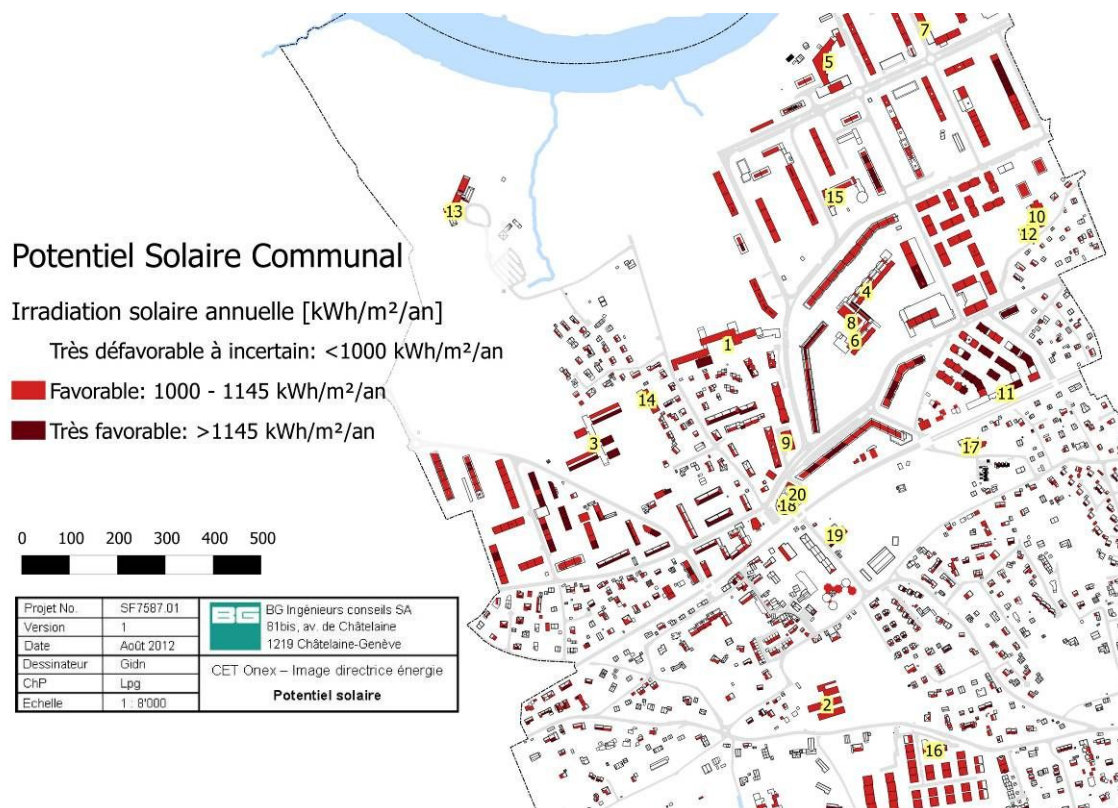 7
5
15
13
10
12
4
8
6
1
11
14
3
9
17
20
18
19
2
16
Potentiel Solaire Communal
Irradiation solaire annuelle [kWh/m²/an]
Très défavorable à incertain: <1000 kWh/m²/an
Favorable: 1000 - 1145 kWh/m²/an
Très favorable: >1145 kWh/m²/an
0 100 200 300 400 500
Projet No. SF7587.01
Version 1
Date Août 2012
Dessinateur Gidn
ChP Lpg
Echelle 1 : 8'000
BG
BG Ingénieurs conseils SA
81bis, av. de Châtelaine
1219 Châtelaine-Genève
CET Onex – Image directrice énergie
Potentiel solaire